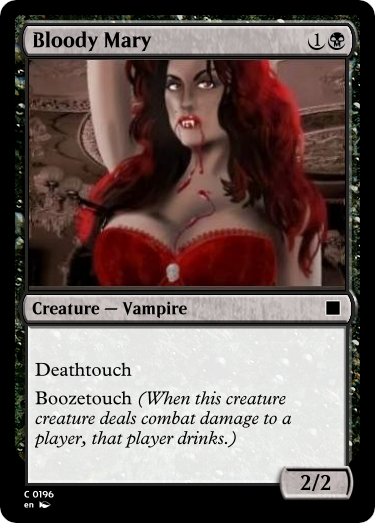 Bloody Mary 1
Creature — Vampire
Deathtouch
Boozetouch (When this creature
creature deals combat damage to a
player, that player drinks.)
2/2
C 0196
en